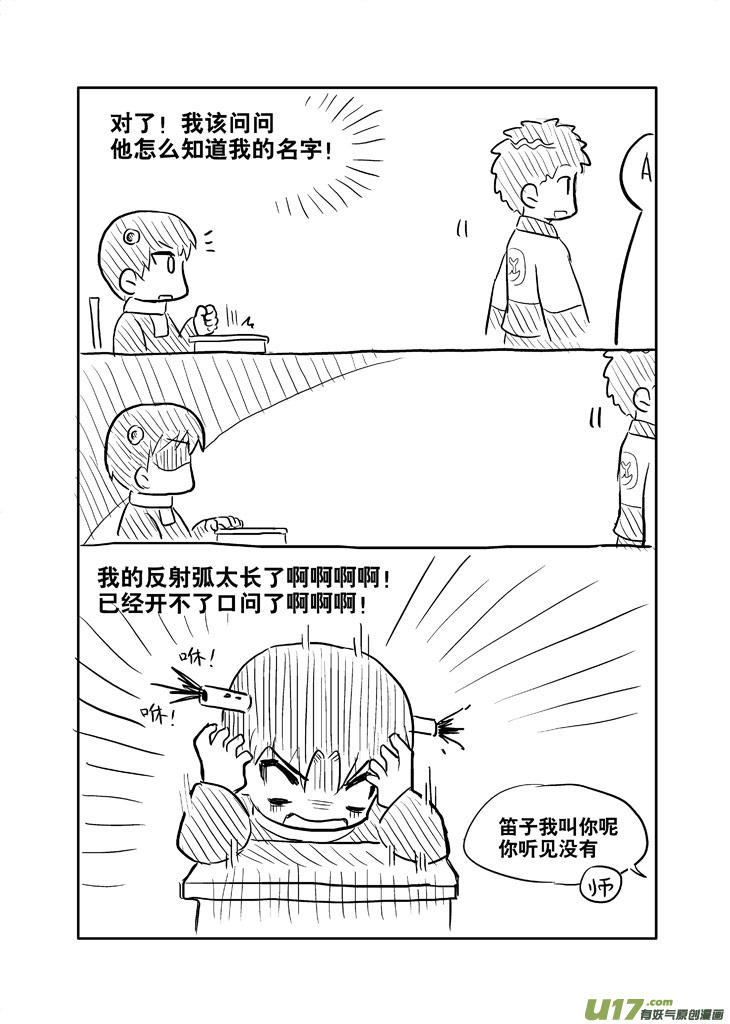 对了！我该问问
他怎么知道我的名字！
A
我的反射弧太长了啊啊啊啊！
已经开不了口问了啊啊啊！
咻！
咻！
笛子我叫你呢
你听见没有
师
U17.com
有妖气原创漫画